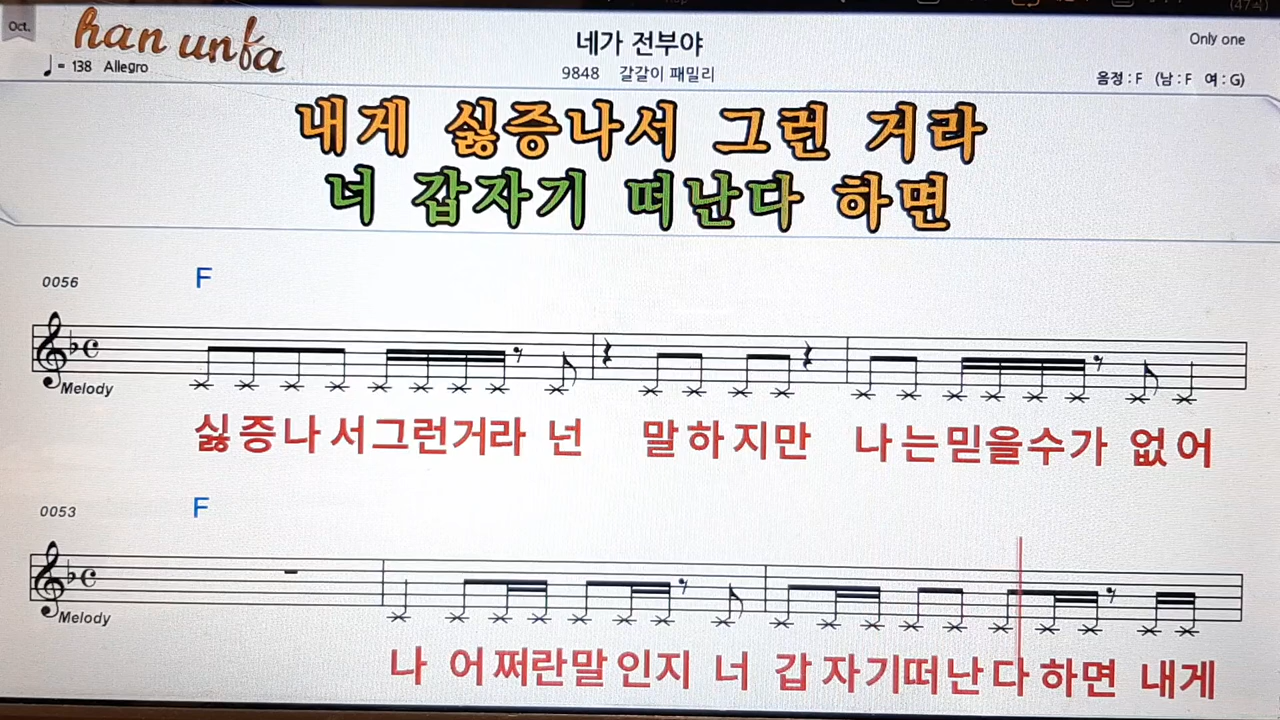 Oct.
han unfa
네가 전부야
Only one
♩= 138 Allegro
9848 갈갈이 패밀리
음정 : F (남 : F 여 : G)
내게 싫증나서 그런 거라
너 갑자기 떠난다 하면
0056
F
Melody
싫증나서그런거라 넌 말하지만 나는믿을수가 없어
0053
F
Melody
나 어쩌란말인지 너 갑자기떠난다하면 내게